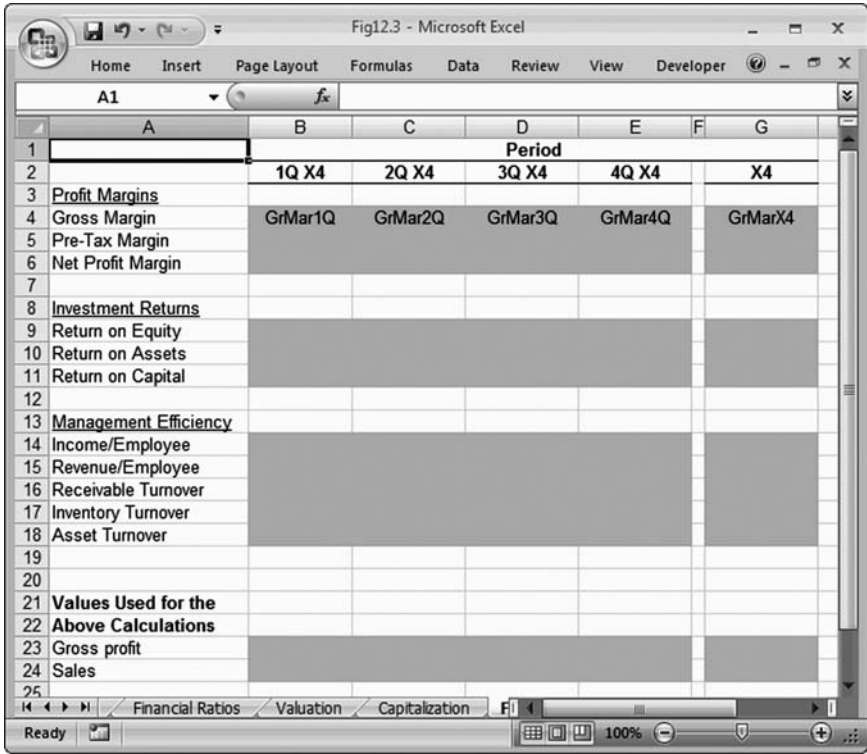 Fig12.3 - Microsoft Excel
Home Insert Page Layout Formulas Data Review View Developer
A1 fx
A B C D E F G
1 Period
2 1Q X4 2Q X4 3Q X4 4Q X4 X4
3 Profit Margins
4 Gross Margin GrMar1Q GrMar2Q GrMar3Q GrMar4Q GrMarX4
5 Pre-Tax Margin
6 Net Profit Margin
7
8 Investment Returns
9 Return on Equity
10 Return on Assets
11 Return on Capital
12
13 Management Efficiency
14 Income/Employee
15 Revenue/Employee
16 Receivable Turnover
17 Inventory Turnover
18 Asset Turnover
19
20
21 Values Used for the
22 Above Calculations
23 Gross profit
24 Sales
25
Financial Ratios Valuation Capitalization
Ready 100%